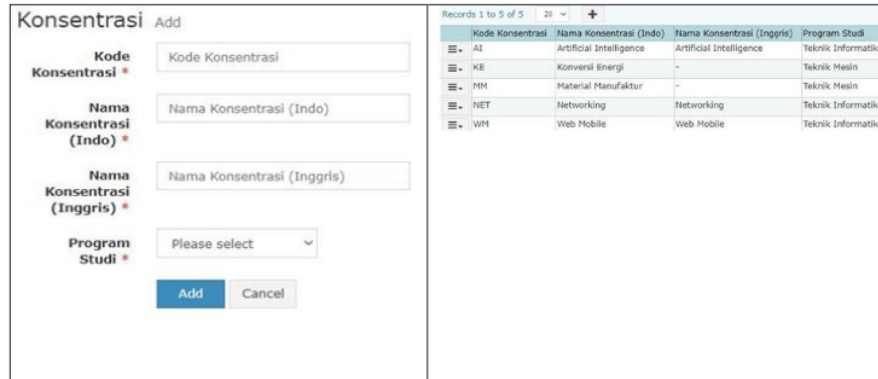 Konsentrasi Add
Kode
Konsentrasi *
Kode Konsentrasi
Nama
Konsentrasi
(Indo) *
Nama Konsentrasi (Indo)
Nama
Konsentrasi
(Inggris) *
Nama Konsentrasi (Inggris)
Program
Studi *
Please select
Add Cancel
Records 1 to 5 of 5 20
Kode Konsentrasi Nama Konsentrasi (Indo) Nama Konsentrasi (Inggris) Program Studi
AI Artificial Intelligence Artificial Intelligence Teknik Informatik
KE Konversi Energi - Teknik Mesin
MM Material Manufaktur - Teknik Mesin
NET Networking Networking Teknik Informatik
WM Web Mobile Web Mobile Teknik Informatik